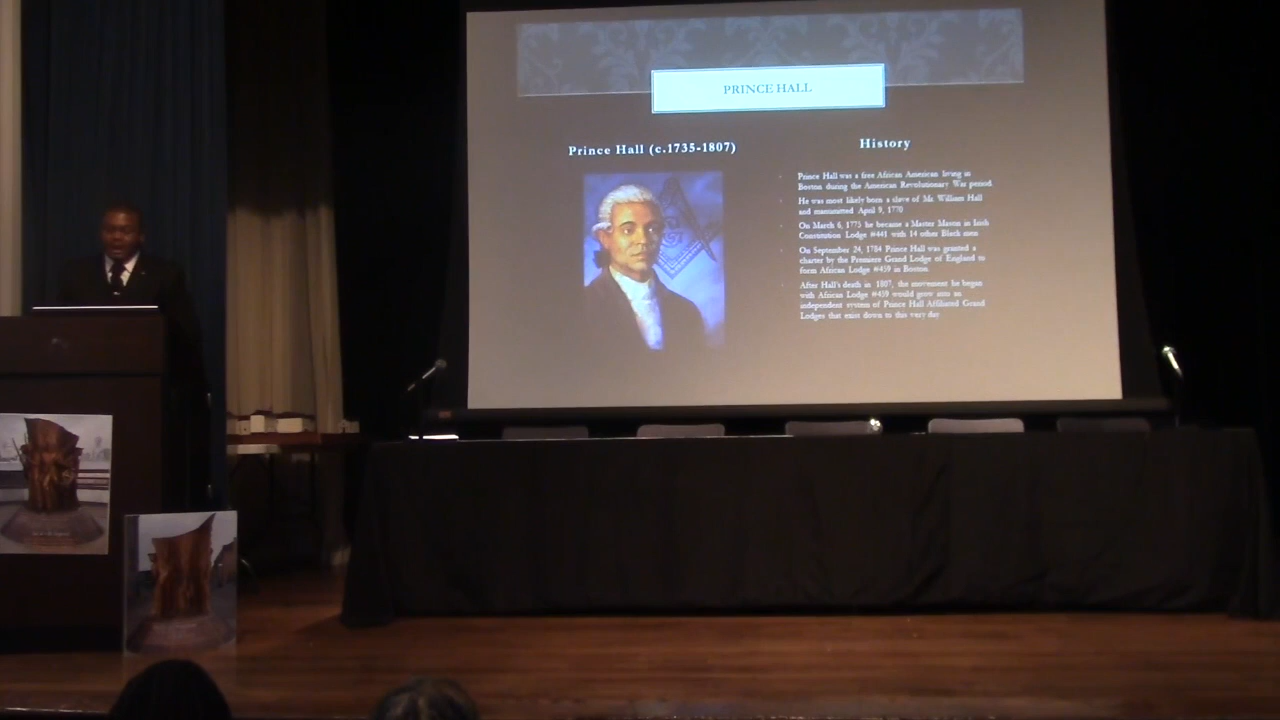 PRINCE HALL
Prince Hall (c.1735-1807)
History
Prince Hall was a free African American living in
Boston during the American Revolutionary War period.
He was most likely born a slave of Mr. William Hall
and manumitted April 9, 1770
On March 6, 1775 he became a Master Mason in Irish
Constitution Lodge #441 with 14 other Black men
On September 24, 1784 Prince Hall was granted a
charter by the Premiere Grand Lodge of England to
form African Lodge #459 in Boston.
After Hall's death in 1807, the movement he began
with African Lodge #459 would grow into an
independent system of Prince Hall Affiliated Grand
Lodges that exist down to this very day